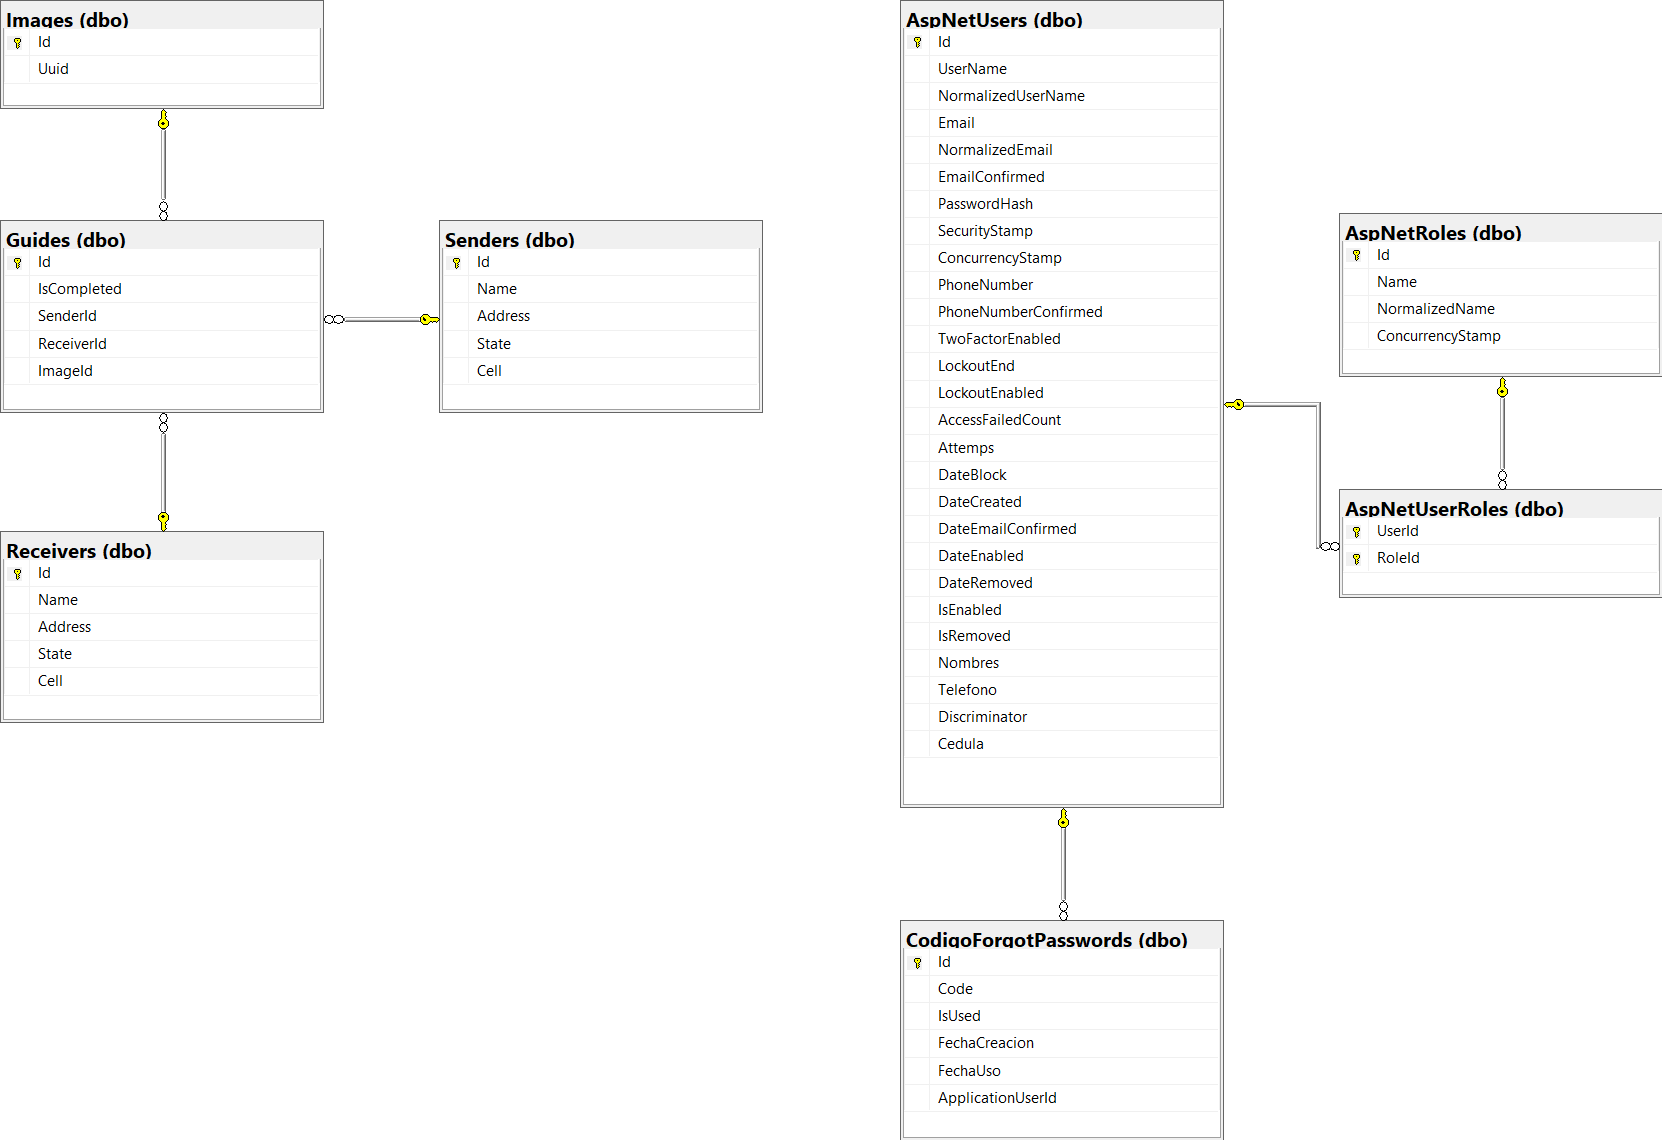 Images (dbo)
Id
Uuid
Guides (dbo)
Id
IsCompleted
SenderId
ReceiverId
ImageId
Senders (dbo)
Id
Name
Address
State
Cell
Receivers (dbo)
Id
Name
Address
State
Cell
AspNetUsers (dbo)
Id
UserName
NormalizedUserName
Email
NormalizedEmail
EmailConfirmed
PasswordHash
SecurityStamp
ConcurrencyStamp
PhoneNumber
PhoneNumberConfirmed
TwoFactorEnabled
LockoutEnd
LockoutEnabled
AccessFailedCount
Attemps
DateBlock
DateCreated
DateEmailConfirmed
DateEnabled
DateRemoved
IsEnabled
IsRemoved
Nombres
Telefono
Discriminator
Cedula
AspNetRoles (dbo)
Id
Name
NormalizedName
ConcurrencyStamp
AspNetUserRoles (dbo)
UserId
RoleId
CodigoForgotPasswords (dbo)
Id
Code
IsUsed
FechaCreacion
FechaUso
ApplicationUserId